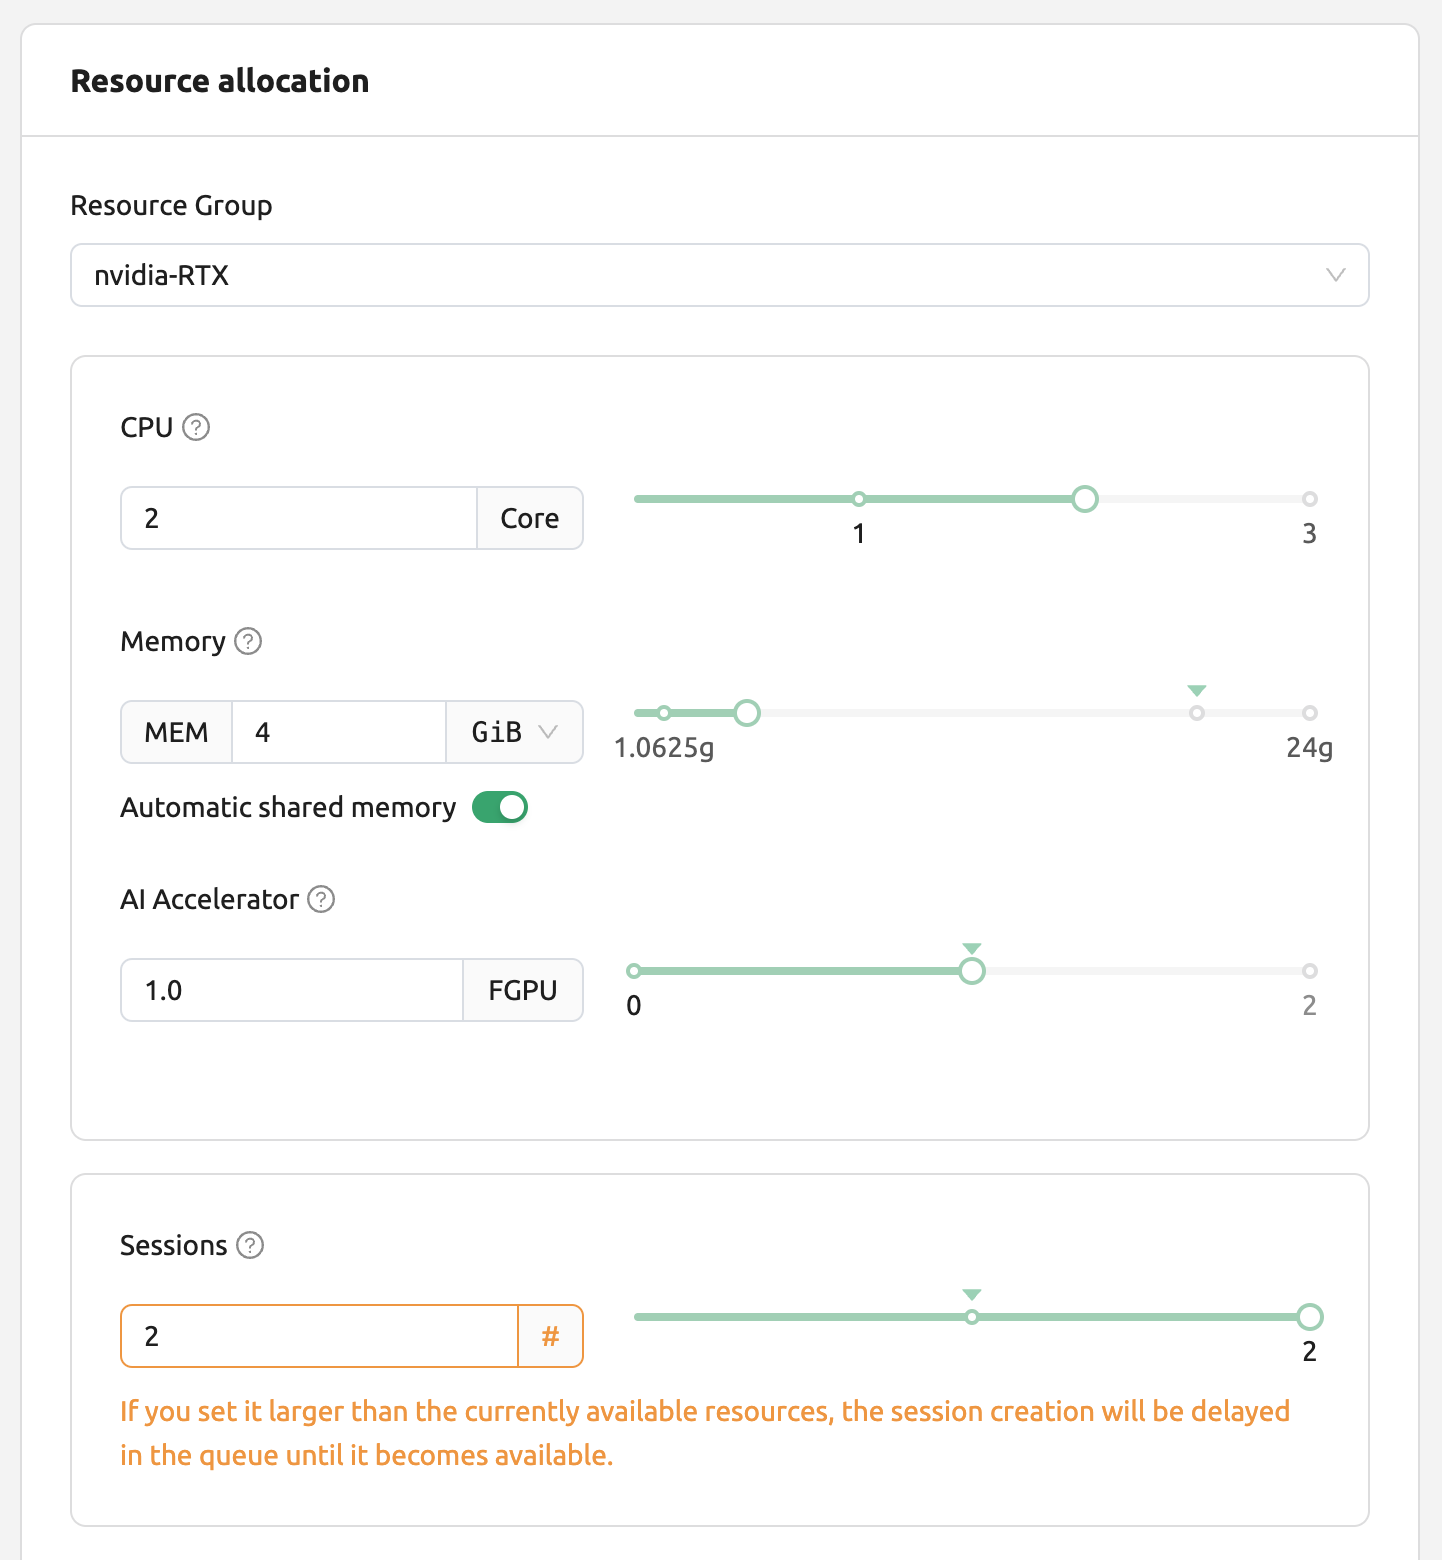 Resource allocation
Resource Group
nvidia-RTX
CPU ?
2 Core
1 3
Memory ?
MEM 4 GiB
1.0625g 24g
Automatic shared memory
AI Accelerator ?
1.0 FGPU
0 2
Sessions ?
2 #
2
If you set it larger than the currently available resources, the session creation will be delayed
in the queue until it becomes available.